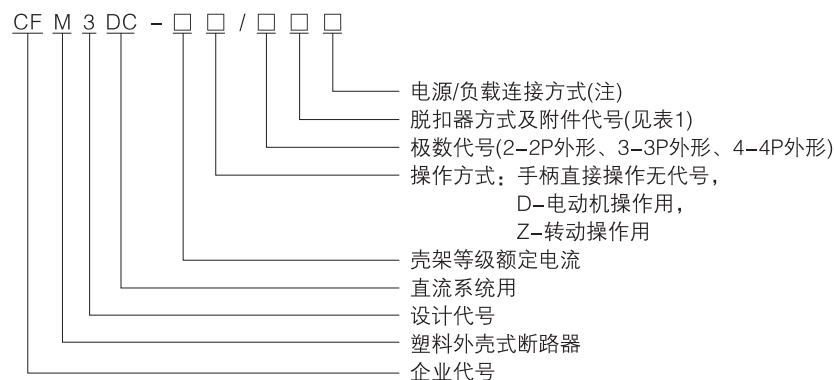 CF M 3 DC - □ □ / □ □ □
电源/负载连接方式(注)
脱扣器方式及附件代号(见表1)
极数代号(2-2P外形、3-3P外形、4-4P外形)
操作方式：手柄直接操作无代号，
D-电动机操作用，
Z-转动操作用
壳架等级额定电流
直流系统用
设计代号
塑料外壳式断路器
企业代号